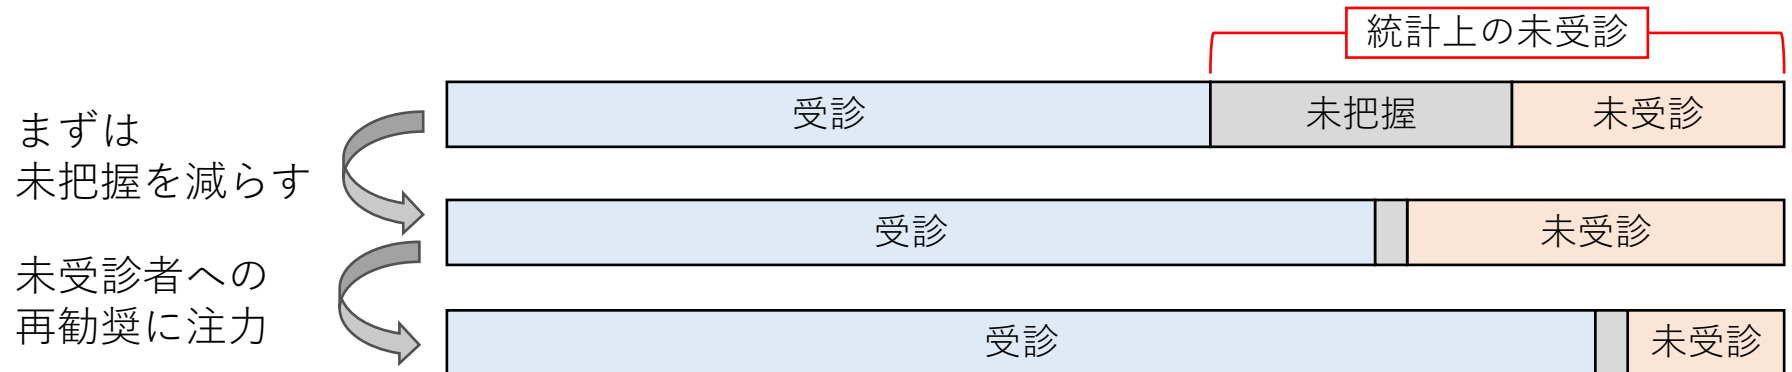 統計上の未受診
受診 未把握 未受診
まずは
未把握を減らす
受診 未受診
未受診者への
再勧奨に注力
受診 未受診